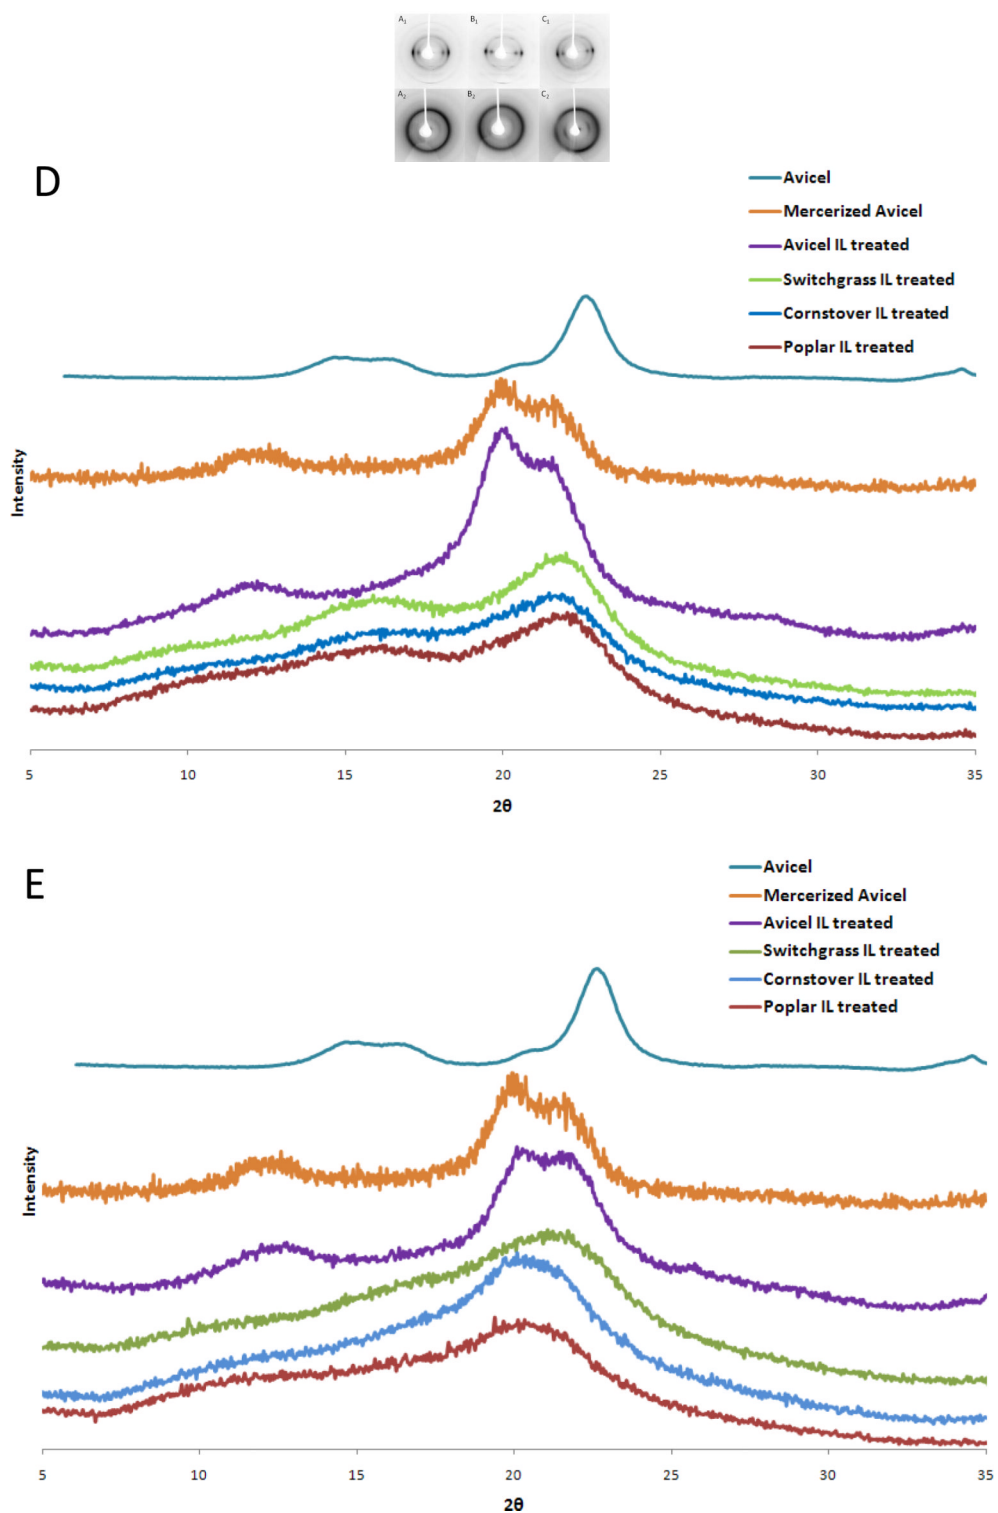 A1 B1 C1
A2 B2 C2
D
Avicel
Mercerized Avicel
Avicel IL treated
Switchgrass IL treated
Cornstover IL treated
Poplar IL treated
Intensity
5 10 15 20 25 30 35
2θ
E
Avicel
Mercerized Avicel
Avicel IL treated
Switchgrass IL treated
Cornstover IL treated
Poplar IL treated
Intensity
5 10 15 20 25 30 35
2θ